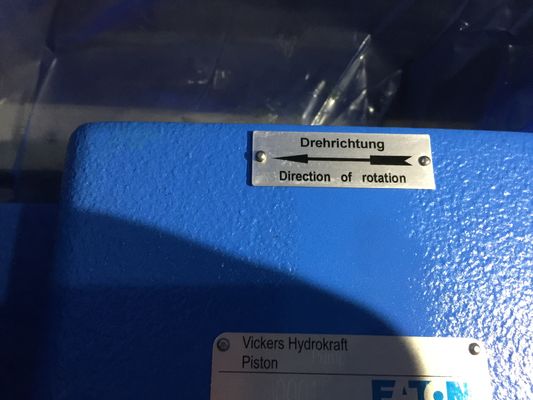 Drehrichtung
Direction of rotation
Vickers Hydrokraft
Piston
EATON